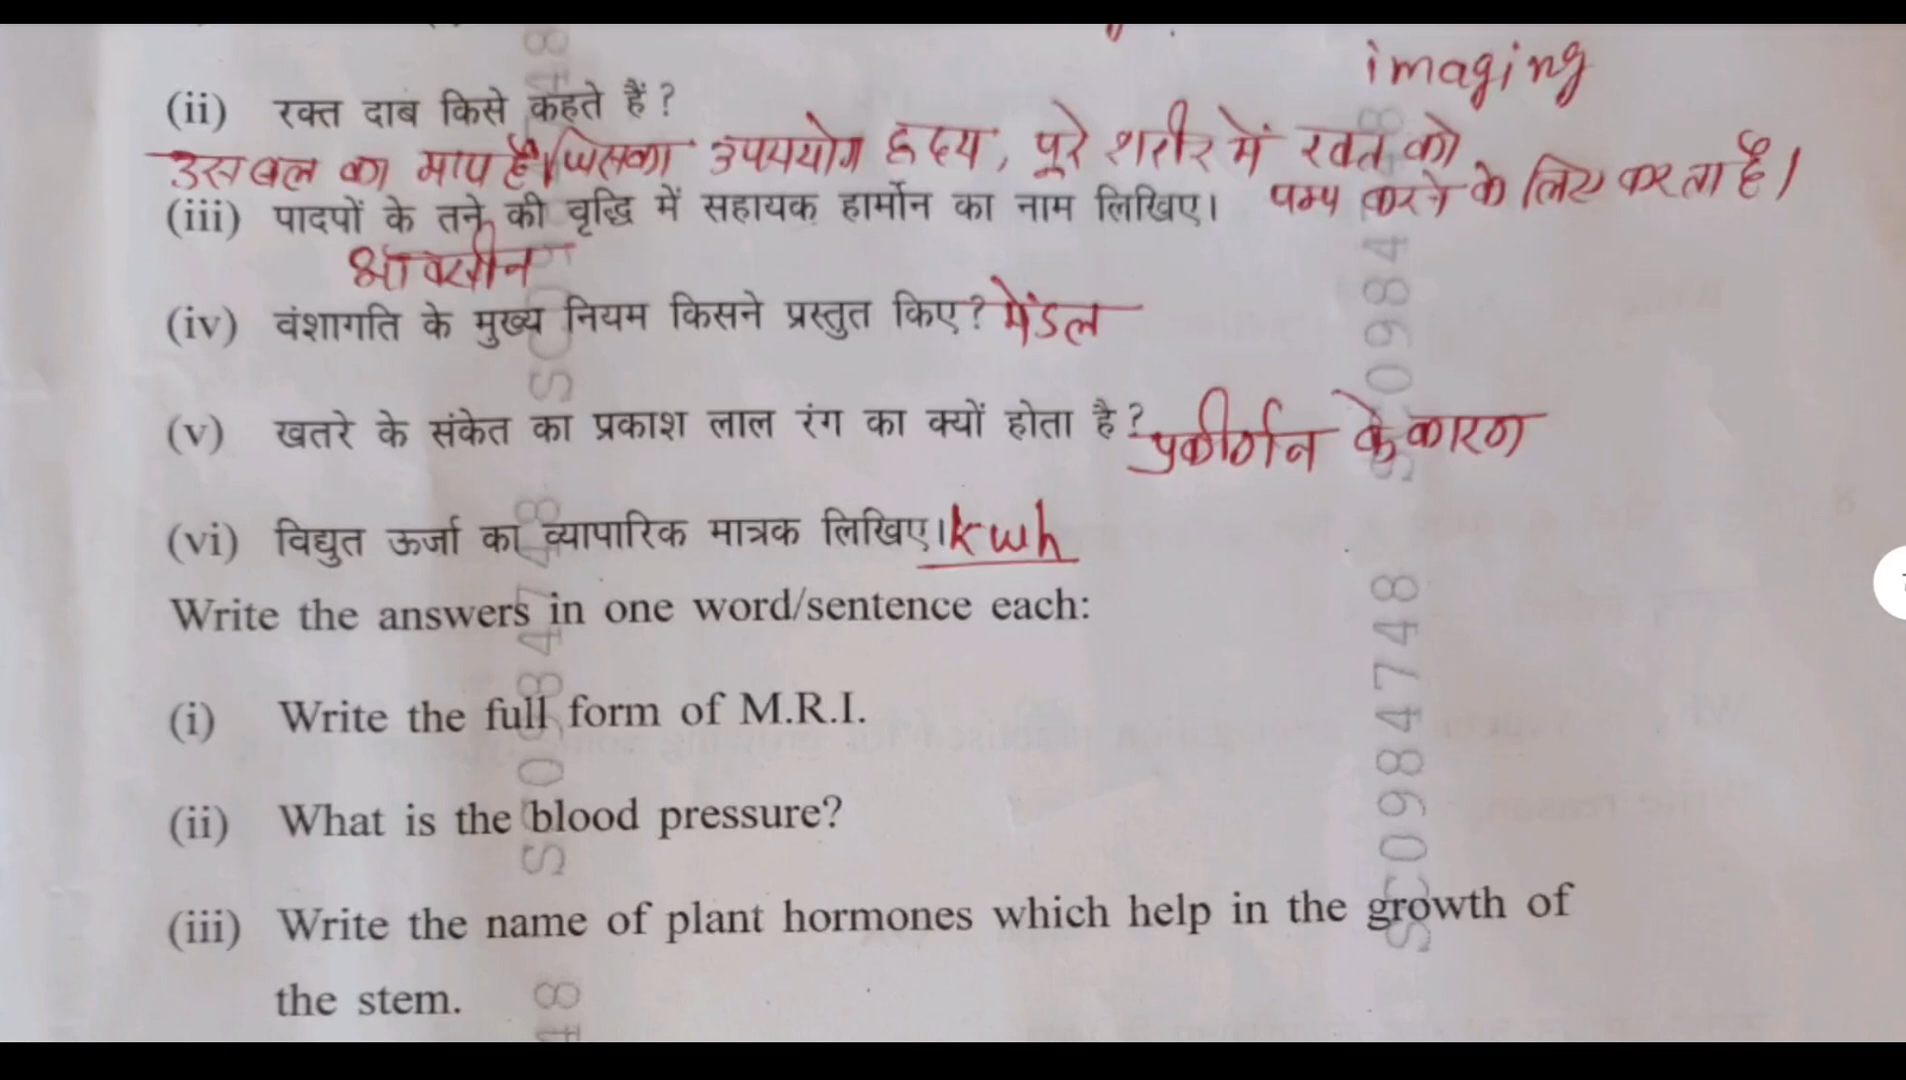 imaging
(ii) रक्त दाब किसे कहते हैं?
उस बल का माप है। जिसका उपययोग हृदय, पूरे शरीर में रक्त को
पम्प करने के लिए करता है।
(iii) पादपों के तने की वृद्धि में सहायक हार्मोन का नाम लिखिए।
ऑक्सीन
(iv) वंशागति के मुख्य नियम किसने प्रस्तुत किए? मेंडल
(v) खतरे के संकेत का प्रकाश लाल रंग का क्यों होता है? प्रकीर्णन के कारण
(vi) विद्युत ऊर्जा का व्यापारिक मात्रक लिखिए। kwh
Write the answers in one word/sentence each:
(i) Write the full form of M.R.I.
(ii) What is the blood pressure?
(iii) Write the name of plant hormones which help in the growth of
the stem.
SC0984748
SC0984748